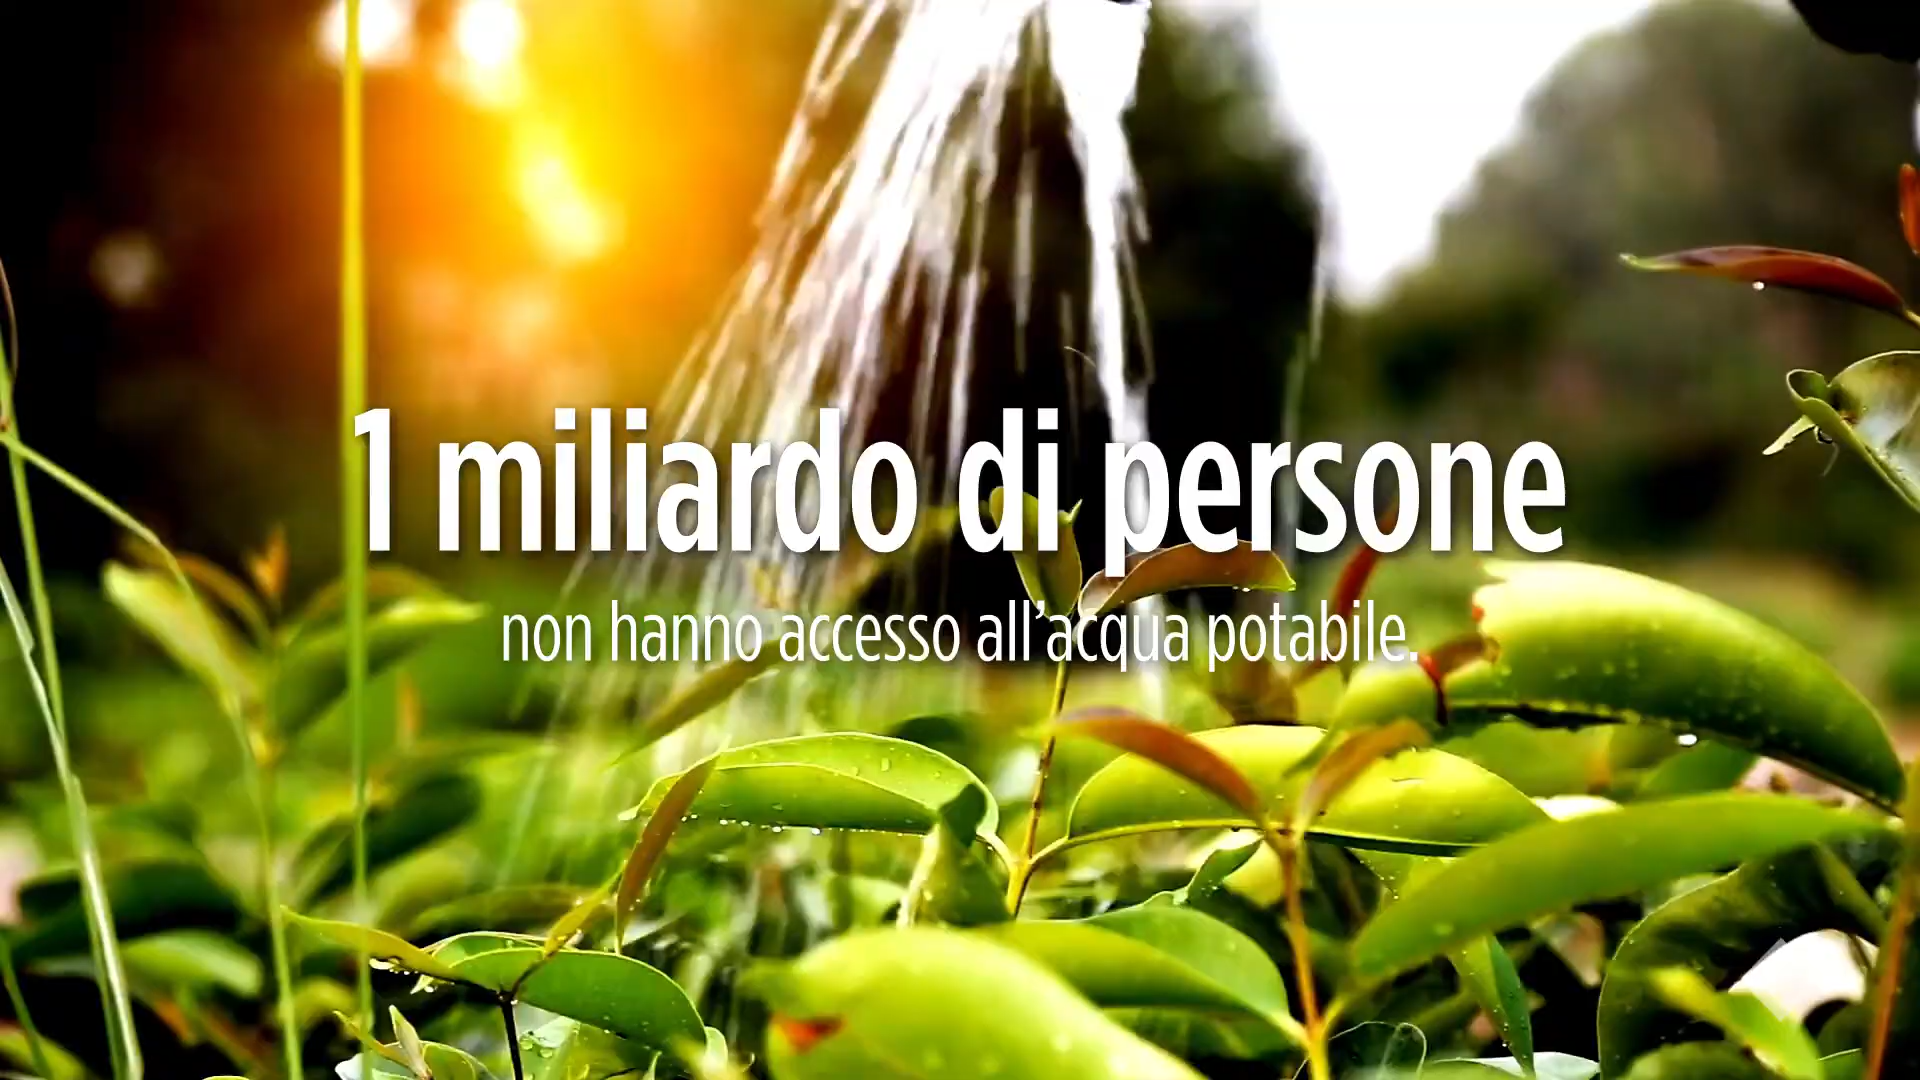 1 miliardo di persone
non hanno accesso all’acqua potabile.